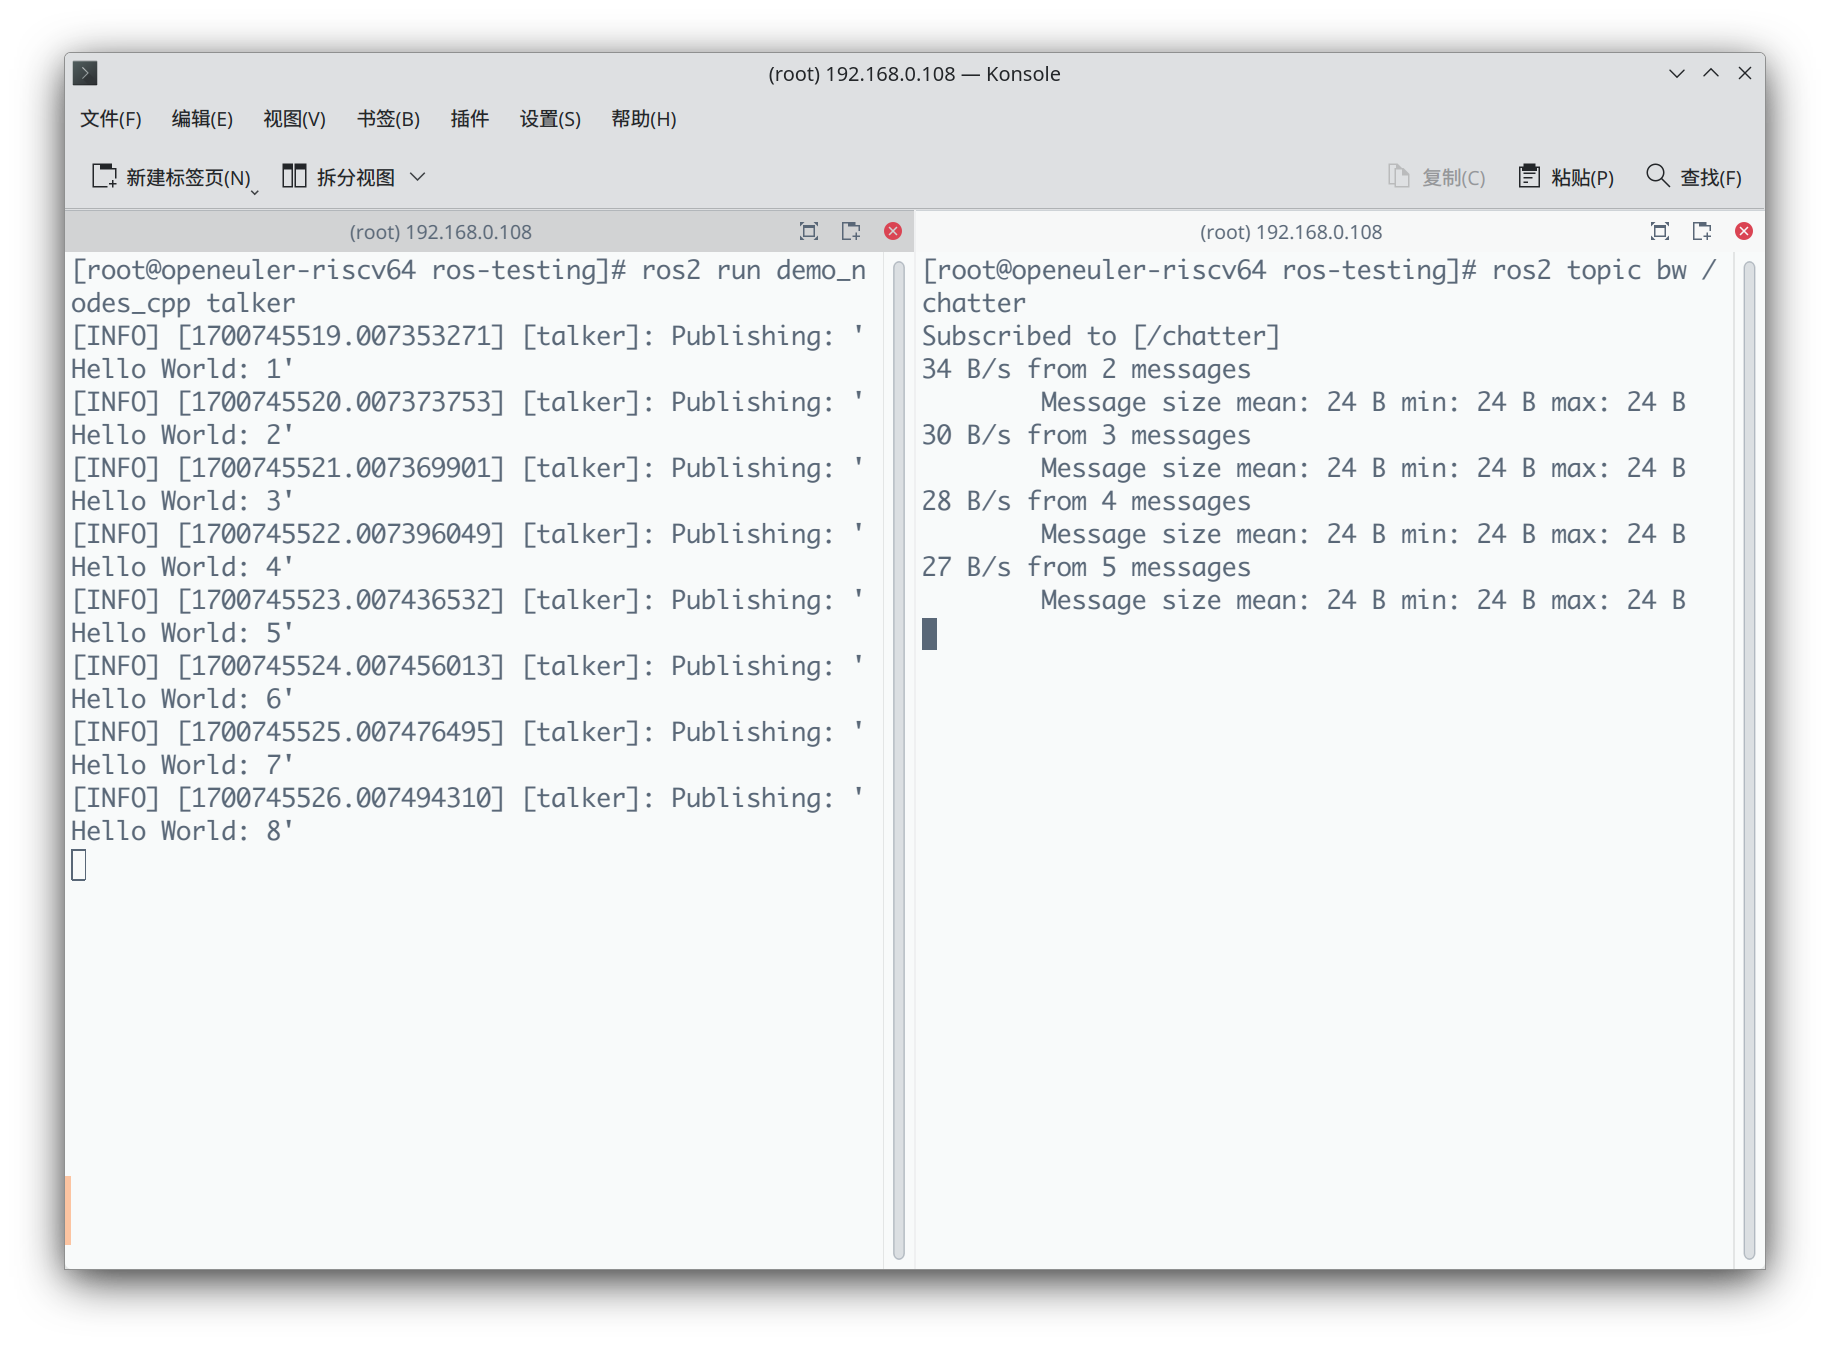 (root) 192.168.0.108 — Konsole
文件(F) 编辑(E) 视图(V) 书签(B) 插件 设置(S) 帮助(H)
新建标签页(N) 拆分视图 复制(C) 粘贴(P) 查找(F)
(root) 192.168.0.108
[root@openeuler-riscv64 ros-testing]# ros2 run demo_n
odes_cpp talker
[INFO] [1700745519.007353271] [talker]: Publishing: '
Hello World: 1'
[INFO] [1700745520.007373753] [talker]: Publishing: '
Hello World: 2'
[INFO] [1700745521.007369901] [talker]: Publishing: '
Hello World: 3'
[INFO] [1700745522.007396049] [talker]: Publishing: '
Hello World: 4'
[INFO] [1700745523.007436532] [talker]: Publishing: '
Hello World: 5'
[INFO] [1700745524.007456013] [talker]: Publishing: '
Hello World: 6'
[INFO] [1700745525.007476495] [talker]: Publishing: '
Hello World: 7'
[INFO] [1700745526.007494310] [talker]: Publishing: '
Hello World: 8'
(root) 192.168.0.108
[root@openeuler-riscv64 ros-testing]# ros2 topic bw /
chatter
Subscribed to [/chatter]
34 B/s from 2 messages
Message size mean: 24 B min: 24 B max: 24 B
30 B/s from 3 messages
Message size mean: 24 B min: 24 B max: 24 B
28 B/s from 4 messages
Message size mean: 24 B min: 24 B max: 24 B
27 B/s from 5 messages
Message size mean: 24 B min: 24 B max: 24 B